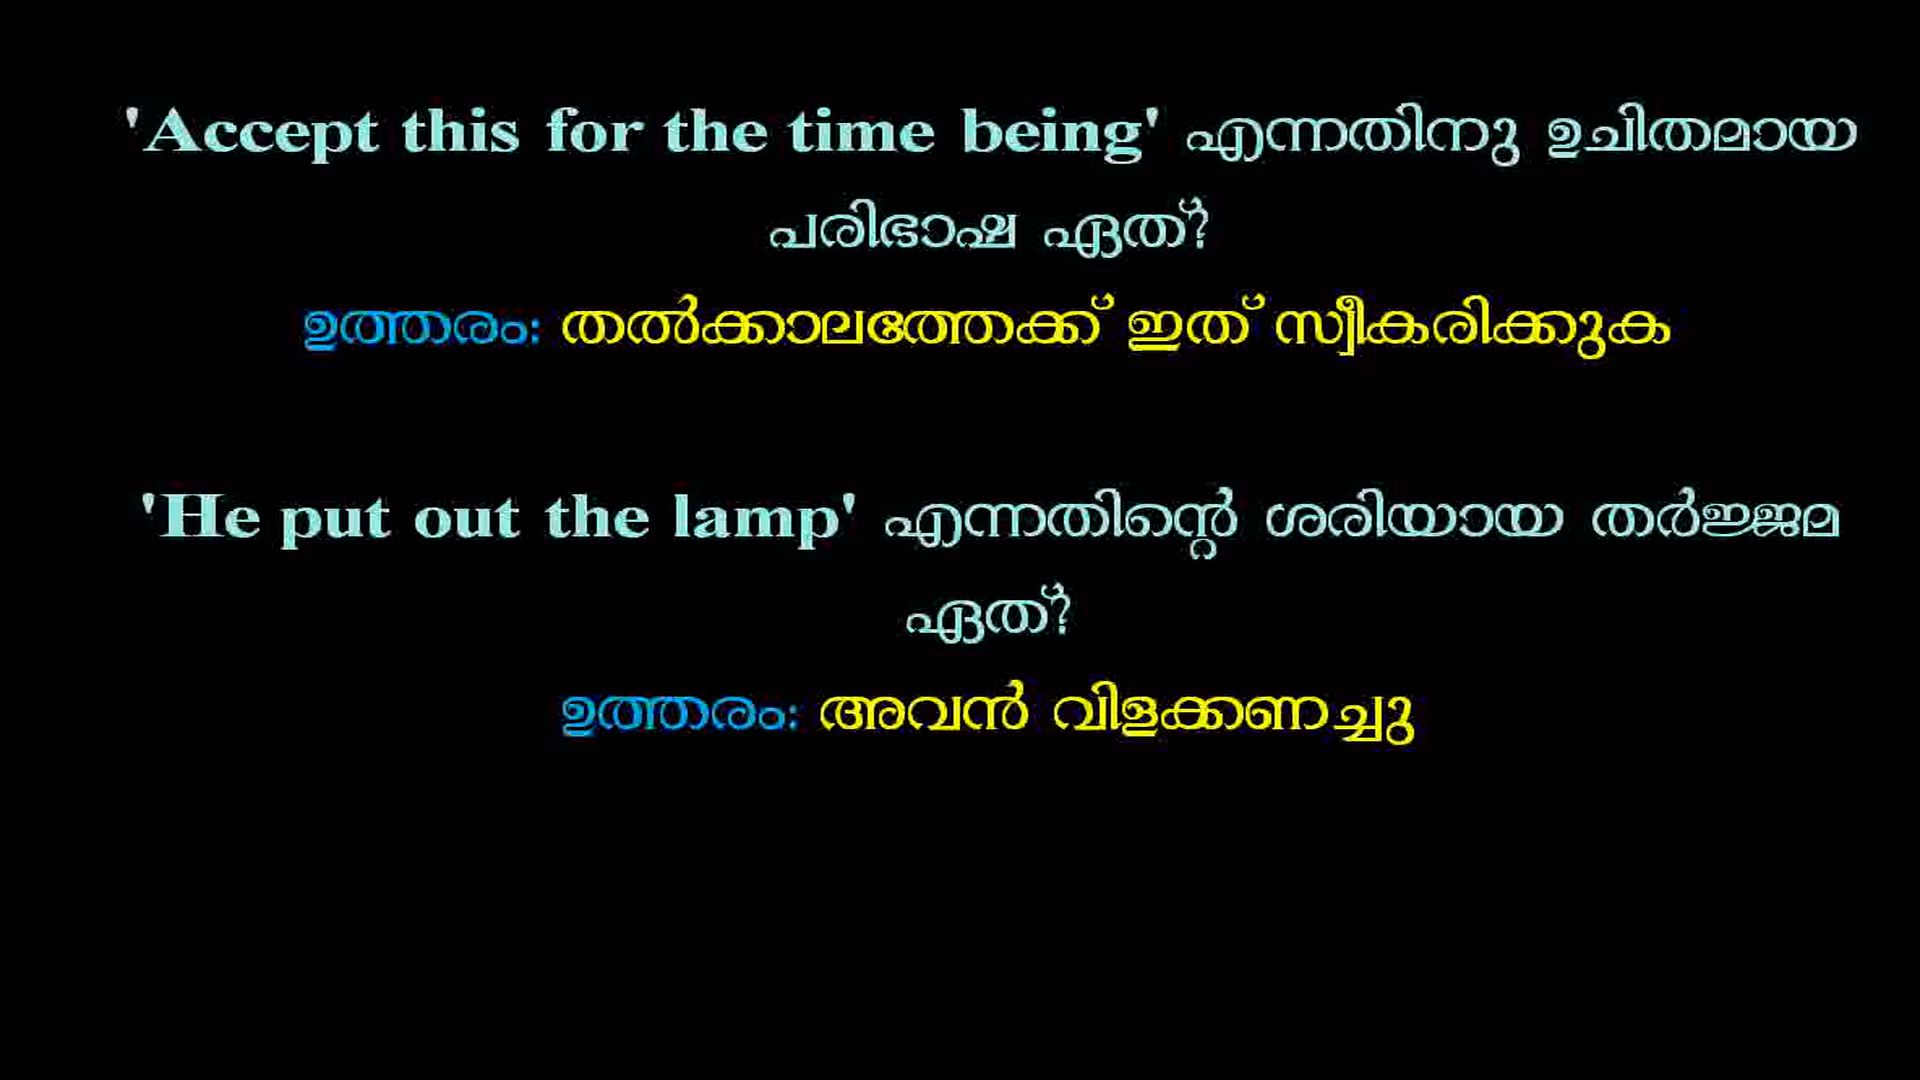 'Accept this for the time being' എന്നതിനു ഉചിതമായ
പരിഭാഷ ഏത്?
ഉത്തരം: തൽക്കാലത്തേക്ക് ഇത് സ്വീകരിക്കുക
'He put out the lamp' എന്നതിന്റെ ശരിയായ തർജ്ജമ
ഏത്?
ഉത്തരം: അവൻ വിളക്കണച്ചു